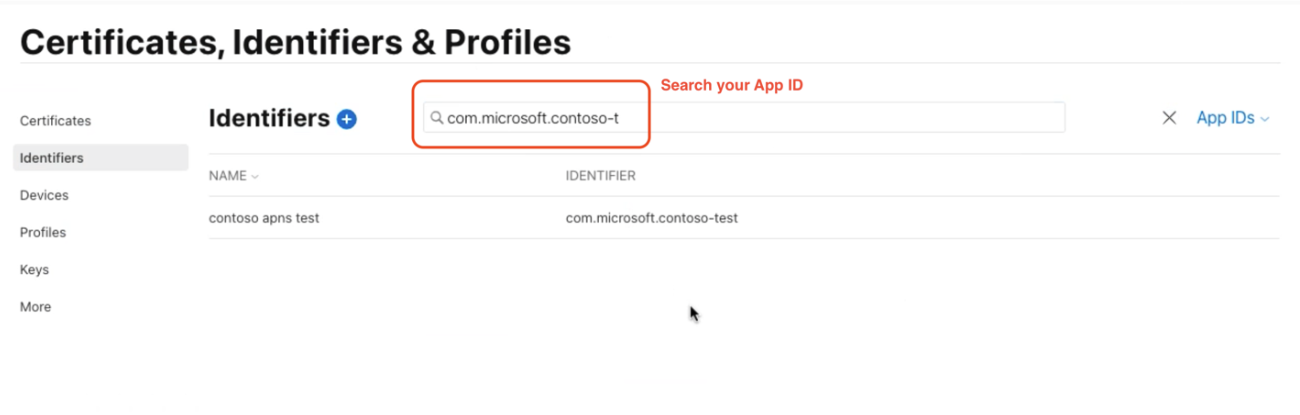 Certificates, Identifiers & Profiles
Search your App ID
Certificates
Identifiers
Devices
Profiles
Keys
More
Identifiers
com.microsoft.contoso-t
App IDs
NAME IDENTIFIER
contoso apns test com.microsoft.contoso-test